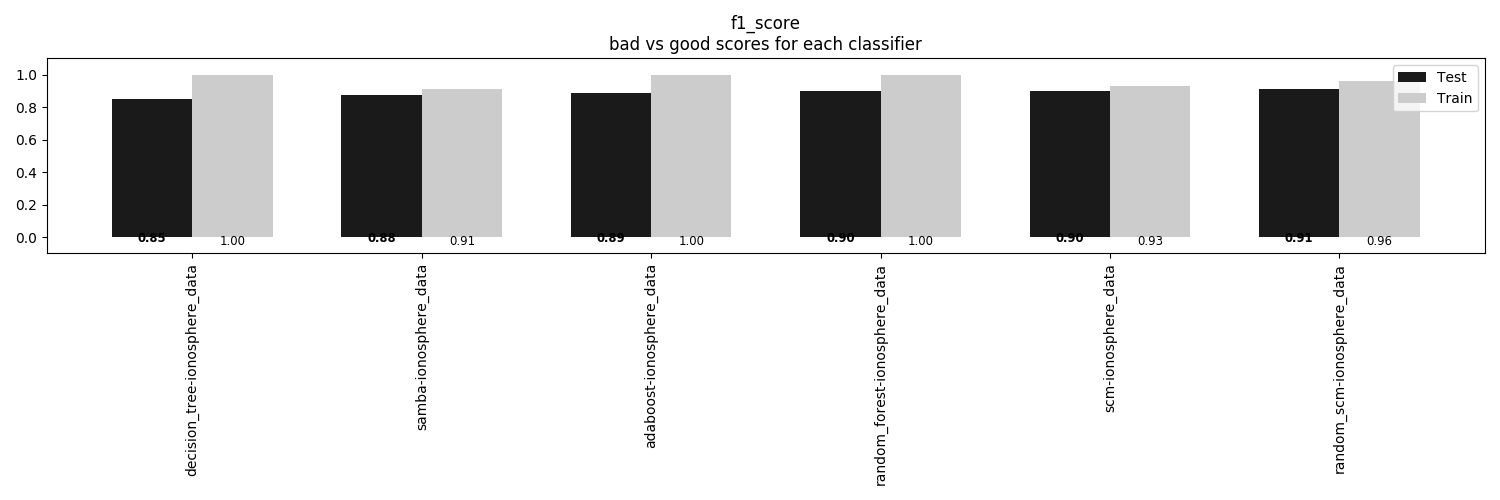 f1_score
bad vs good scores for each classifier
Test
Train
1.0
0.8
0.6
0.4
0.2
0.0
0.85 1.00 0.88 0.91 0.89 1.00 0.90 1.00 0.90 0.93 0.91 0.96
decision_tree-ionosphere_data
samba-ionosphere_data
adaboost-ionosphere_data
random_forest-ionosphere_data
scm-ionosphere_data
random_scm-ionosphere_data